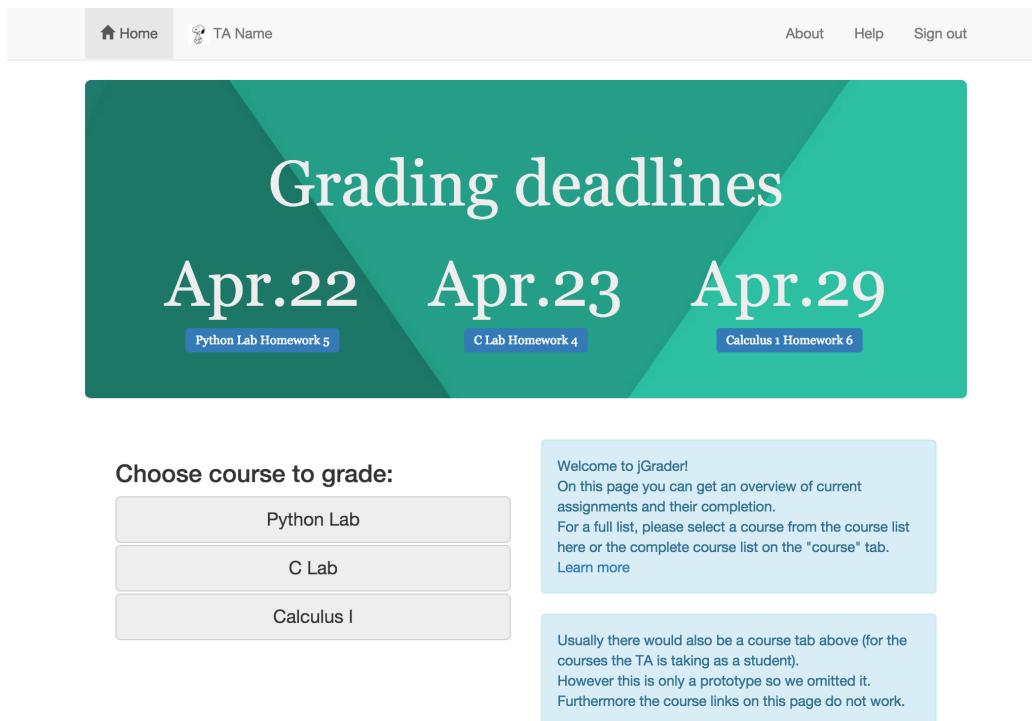 Home
TA Name
About
Help
Sign out
Grading deadlines
Apr.22
Apr.23
Apr.29
Python Lab Homework 5
C Lab Homework 4
Calculus 1 Homework 6
Choose course to grade:
Python Lab
C Lab
Calculus I
Welcome to jGrader!
On this page you can get an overview of current
assignments and their completion.
For a full list, please select a course from the course list
here or the complete course list on the "course" tab.
Learn more
Usually there would also be a course tab above (for the
courses the TA is taking as a student).
However this is only a prototype so we omitted it.
Furthermore the course links on this page do not work.